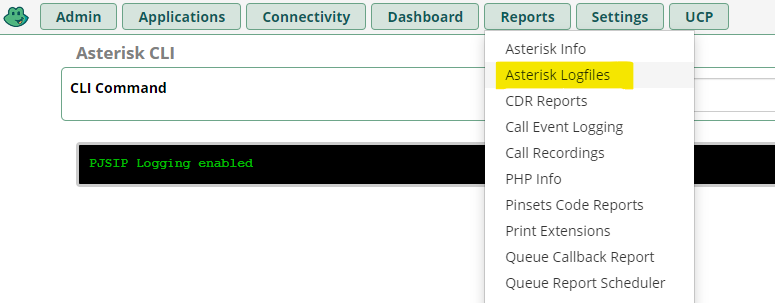 Admin Applications Connectivity Dashboard Reports Settings UCP
Asterisk CLI
CLI Command
PJSIP Logging enabled
Asterisk Info
Asterisk Logfiles
CDR Reports
Call Event Logging
Call Recordings
PHP Info
Pinsets Code Reports
Print Extensions
Queue Callback Report
Queue Report Scheduler